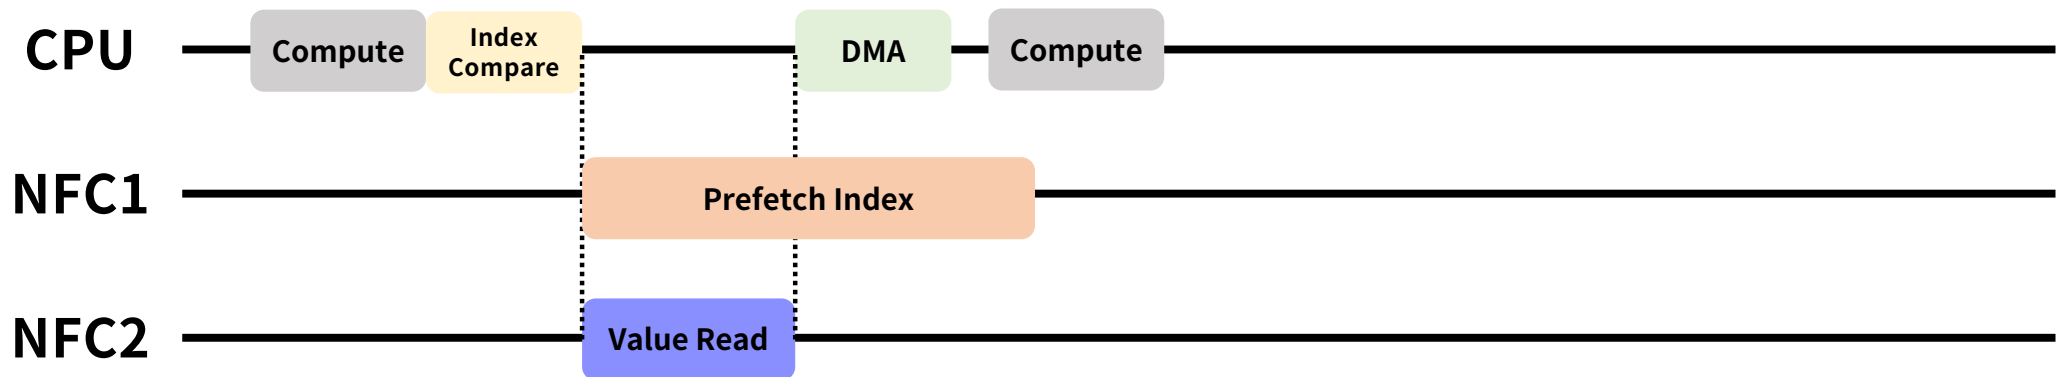 CPU
Compute
Index
Compare
DMA
Compute
NFC1
Prefetch Index
NFC2
Value Read